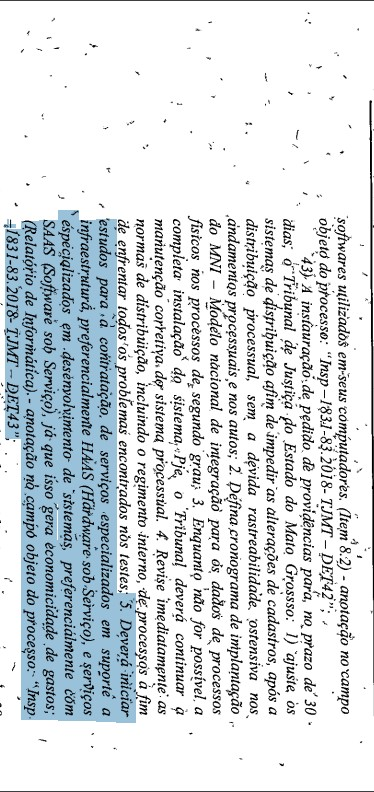 softwares utilizados em seus computadores. (Item 8.2) - anotação no campo
objeto do processo: "Insp -1831-83.2018- TJMT – DET42";
43) A instauração de pedido de providências para, no prazo de 30
dias, o Tribunal de Justiça do Estado do Mato Grossso: 1) ajuste os
sistemas de distribuição afim de impedir as alterações de cadastros, após a
distribuição processual, sem a devida rastreabilidade ostensiva nos
andamentos processuais e nos autos; 2. Defina cronograma de implantação
do MNI – Modelo nacional de integração para os dados de processos
físicos nos processos de segundo grau; 3. Enquanto não for possível a
completa instalação do sistema PJe, o Tribunal deverá continuar a
manutenção corretiva do sistema processual. 4. Revise imediatamente as
normas de distribuição, incluindo o regimento interno, de processos a fim
de enfrentar todos os problemas encontrados nos testes; 5. Deverá iniciar
estudos para a contratação de serviços especializados em suporte a
infraestrutura, preferencialmente HAAS (Hardware sob Serviço), e serviços
especializados em desenvolvimento de sistemas, preferencialmente com
SAAS (Software sob Serviço), já que isso gera economicidade de gastos;
(Relatório de Informática) - anotação no campo objeto do processo: "Insp
-1831-83.2018- TJMT – DET43".